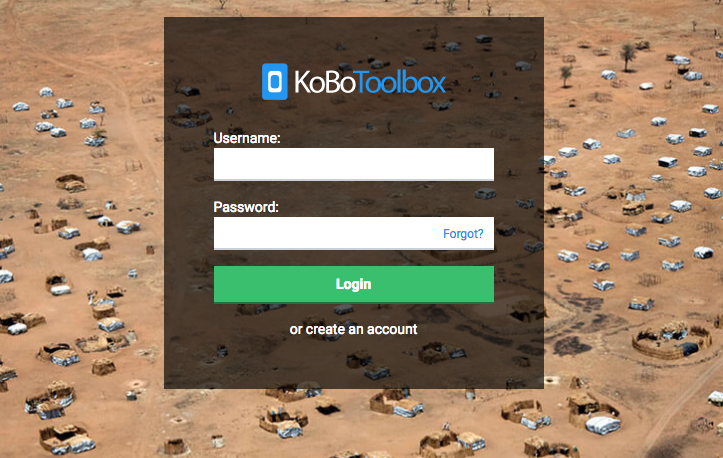 KoBoToolbox
Username:
Password:
Forgot?
Login
or create an account